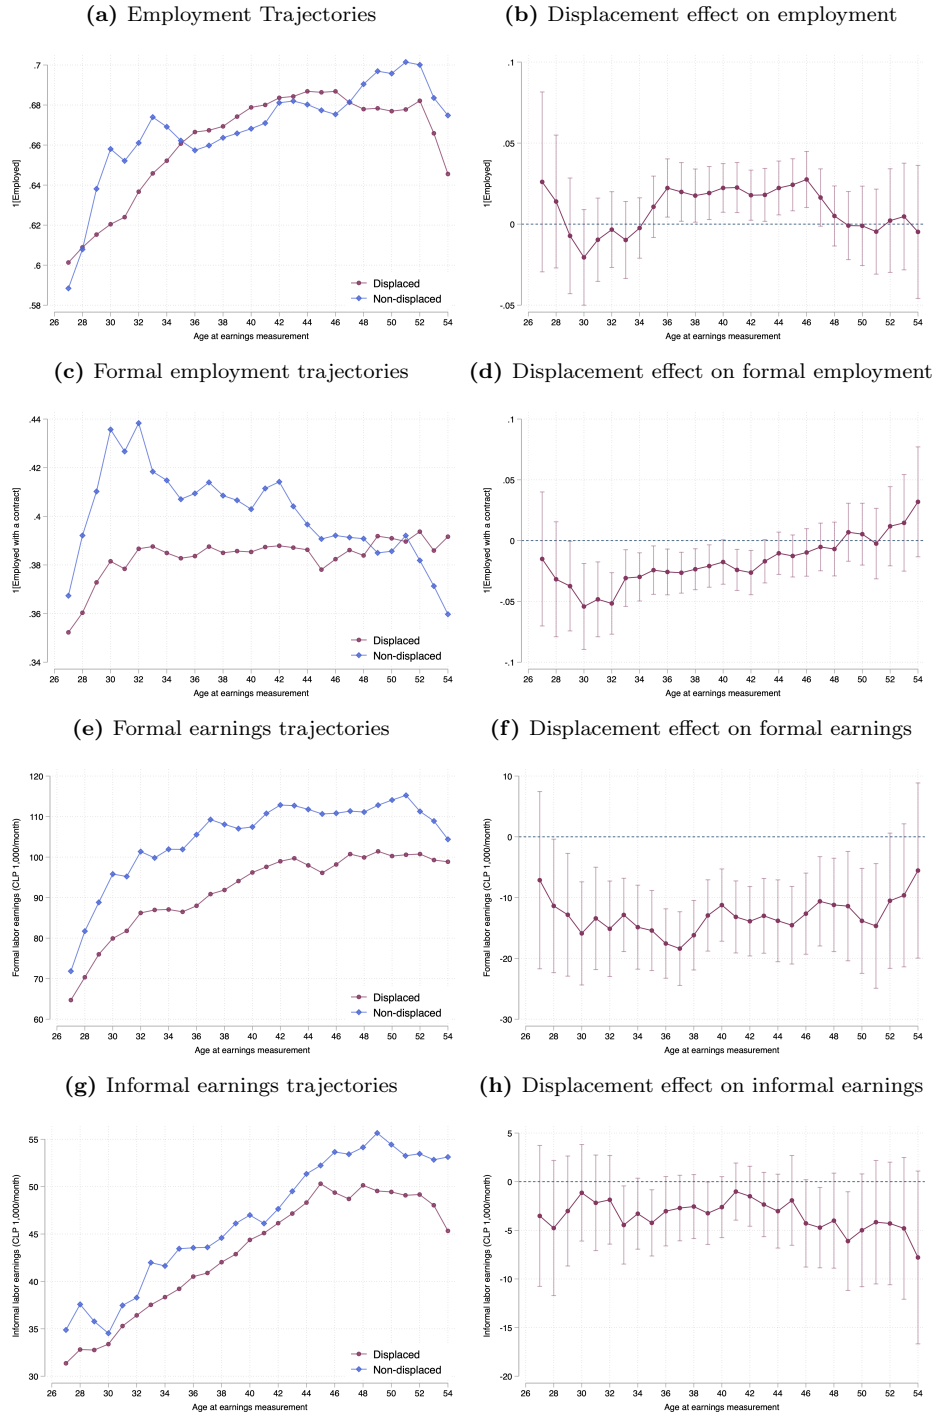 (a) Employment Trajectories
1[Employed]
.7
.68
.66
.64
.62
.6
.58
26 28 30 32 34 36 38 40 42 44 46 48 50 52 54
Age at earnings measurement
Displaced
Non-displaced
(b) Displacement effect on employment
1[Employed]
.1
.05
0
-.05
26 28 30 32 34 36 38 40 42 44 46 48 50 52 54
Age at earnings measurement
(c) Formal employment trajectories
1[Employed with a contract]
.44
.42
.4
.38
.36
.34
26 28 30 32 34 36 38 40 42 44 46 48 50 52 54
Age at earnings measurement
Displaced
Non-displaced
(d) Displacement effect on formal employment
1[Employed with a contract]
.1
.05
0
-.05
-.1
26 28 30 32 34 36 38 40 42 44 46 48 50 52 54
Age at earnings measurement
(e) Formal earnings trajectories
Formal labor earnings (CLP 1,000/month)
120
110
100
90
80
70
60
26 28 30 32 34 36 38 40 42 44 46 48 50 52 54
Age at earnings measurement
Displaced
Non-displaced
(f) Displacement effect on formal earnings
Formal labor earnings (CLP 1,000/month)
10
0
-10
-20
-30
26 28 30 32 34 36 38 40 42 44 46 48 50 52 54
Age at earnings measurement
(g) Informal earnings trajectories
Informal labor earnings (CLP 1,000/month)
55
50
45
40
35
30
26 28 30 32 34 36 38 40 42 44 46 48 50 52 54
Age at earnings measurement
Displaced
Non-displaced
(h) Displacement effect on informal earnings
Informal labor earnings (CLP 1,000/month)
5
0
-5
-10
-15
-20
26 28 30 32 34 36 38 40 42 44 46 48 50 52 54
Age at earnings measurement